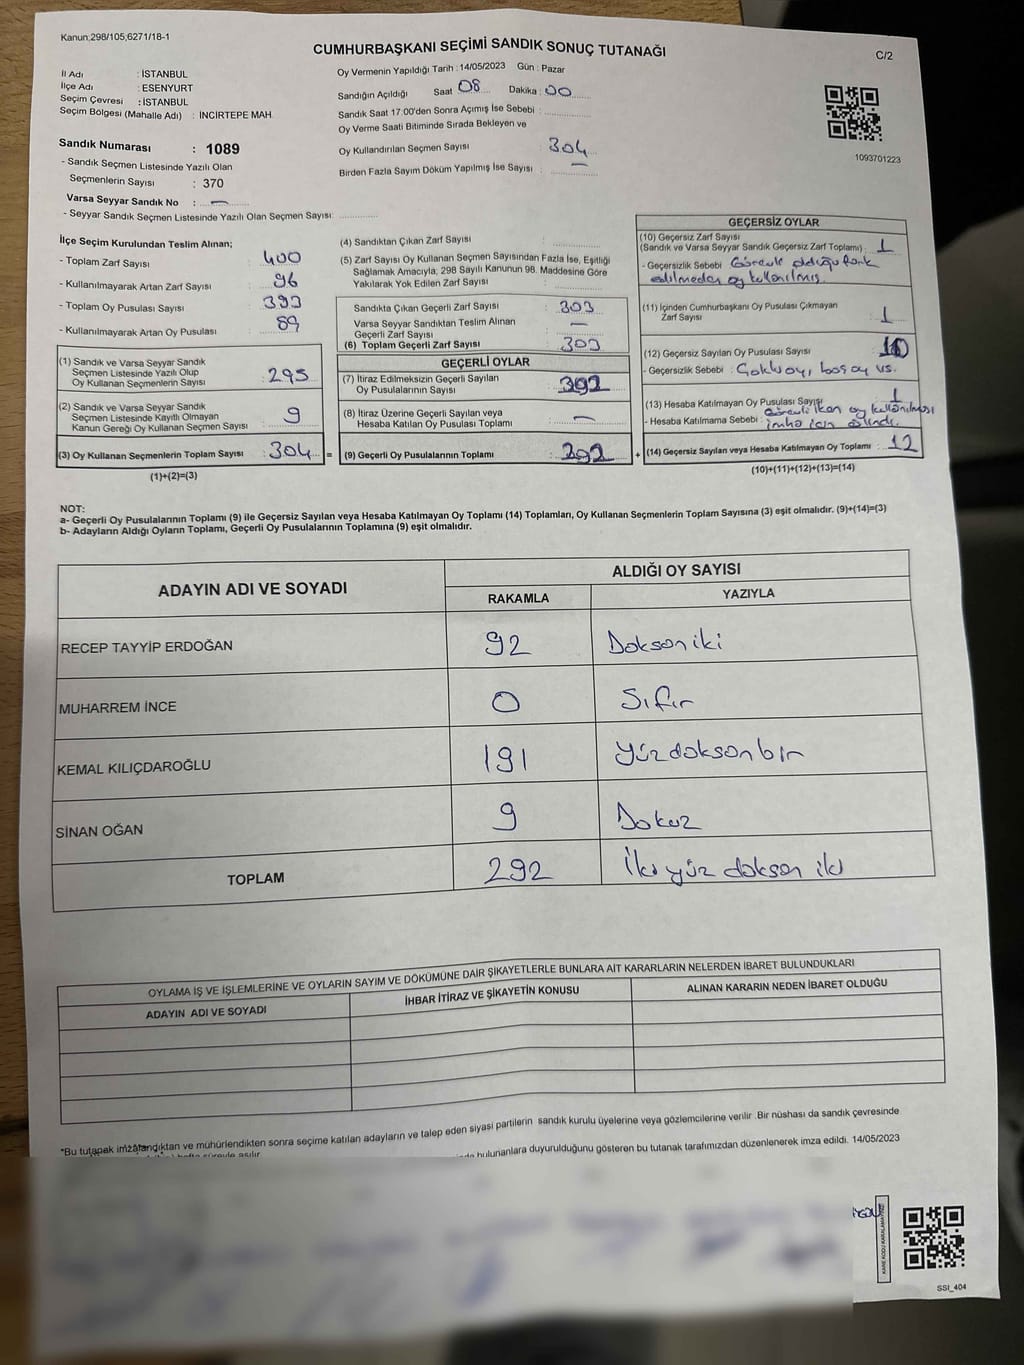 Kanun:298/105;6271/18-1
CUMHURBAŞKANI SEÇİMİ SANDIK SONUÇ TUTANAĞI
C/2
İl Adı : İSTANBUL
İlçe Adı : ESENYURT
Seçim Çevresi : İSTANBUL
Seçim Bölgesi (Mahalle Adı) : İNCİRTEPE MAH.
Sandık Numarası : 1089
- Sandık Seçmen Listesinde Yazılı Olan
Seçmenlerin Sayısı : 370
Varsa Seyyar Sandık No : —
- Seyyar Sandık Seçmen Listesinde Yazılı Olan Seçmen Sayısı:
Oy Vermenin Yapıldığı Tarih : 14/05/2023 Gün : Pazar
Sandığın Açıldığı Saat 08 Dakika : 00
Sandık Saat 17:00'den Sonra Açımış İse Sebebi :
Oy Verme Saati Bitiminde Sırada Bekleyen ve
Oy Kullandırılan Seçmen Sayısı : 304
Birden Fazla Sayım Döküm Yapılmış İse Sayısı : —
1093701223
İlçe Seçim Kurulundan Teslim Alınan;
- Toplam Zarf Sayısı : 400
- Kullanılmayarak Artan Zarf Sayısı : 96
- Toplam Oy Pusulası Sayısı : 393
- Kullanılmayarak Artan Oy Pusulası : 89
(1) Sandık ve Varsa Seyyar Sandık
Seçmen Listesinde Yazılı Olup
Oy Kullanan Seçmenlerin Sayısı : 295
(2) Sandık ve Varsa Seyyar Sandık
Seçmen Listesinde Kayıtlı Olmayan
Kanun Gereği Oy Kullanan Seçmen Sayısı : 9
(3) Oy Kullanan Seçmenlerin Toplam Sayısı : 304 =
(1)+(2)=(3)
(4) Sandıktan Çıkan Zarf Sayısı :
(5) Zarf Sayısı Oy Kullanan Seçmen Sayısından Fazla İse, Eşitliği
Sağlamak Amacıyla, 298 Sayılı Kanunun 98. Maddesine Göre
Yakılarak Yok Edilen Zarf Sayısı :
Sandıkta Çıkan Geçerli Zarf Sayısı : 303
Varsa Seyyar Sandıktan Teslim Alınan
Geçerli Zarf Sayısı : —
(6) Toplam Geçerli Zarf Sayısı : 303
GEÇERLİ OYLAR
(7) İtiraz Edilmeksizin Geçerli Sayılan
Oy Pusulalarının Sayısı : 292
(8) İtiraz Üzerine Geçerli Sayılan veya
Hesaba Katılan Oy Pusulası Toplamı : —
(9) Geçerli Oy Pusulalarının Toplamı : 292 +
GEÇERSİZ OYLAR
(10) Geçersiz Zarf Sayısı
(Sandık ve Varsa Seyyar Sandık Geçersiz Zarf Toplamı) : 1
- Geçersizlik Sebebi : Görevle olduğu fark
edilmeden oy kullanılmış.
(11) İçinden Cumhurbaşkanı Oy Pusulası Çıkmayan
Zarf Sayısı : 1
(12) Geçersiz Sayılan Oy Pusulası Sayısı : 10
- Geçersizlik Sebebi : Çoklu oy, boş oy vs.
(13) Hesaba Katılmayan Oy Pusulası Sayısı 1
- Hesaba Katılmama Sebebi : Görevli iken oy kullanılması
imha için alındı.
(14) Geçersiz Sayılan veya Hesaba Katılmayan Oy Toplamı : 12
(10)+(11)+(12)+(13)=(14)
NOT:
a- Geçerli Oy Pusulalarının Toplamı (9) ile Geçersiz Sayılan veya Hesaba Katılmayan Oy Toplamı (14) Toplamları, Oy Kullanan Seçmenlerin Toplam Sayısına (3) eşit olmalıdır. (9)+(14)=(3)
b- Adayların Aldığı Oyların Toplamı, Geçerli Oy Pusulalarının Toplamına (9) eşit olmalıdır.
ADAYIN ADI VE SOYADI
ALDIĞI OY SAYISI
RAKAMLA YAZIYLA
RECEP TAYYİP ERDOĞAN 92 Doksan iki
MUHARREM İNCE 0 Sıfır
KEMAL KILIÇDAROĞLU 191 Yüzdoksanbir
SİNAN OĞAN 9 Dokuz
TOPLAM 292 İki yüz doksan iki
OYLAMA İŞ VE İŞLEMLERİNE VE OYLARIN SAYIM VE DÖKÜMÜNE DAİR ŞİKAYETLERLE BUNLARA AİT KARARLARIN NELERDEN İBARET BULUNDUKLARI
ADAYIN ADI VE SOYADI İHBAR İTİRAZ VE ŞİKAYETİN KONUSU ALINAN KARARIN NEDEN İBARET OLDUĞU
*Bu tutanak imzalandıktan ve mühürlendikten sonra seçime katılan adayların ve talep eden siyasi partilerin sandık kurulu üyelerine veya gözlemcilerine verilir. Bir nüshası da sandık çevresinde
hafta süreyle asılır.
bulunanlara duyurulduğunu gösteren bu tutanak tarafımızdan düzenlenerek imza edildi. 14/05/2023
SSI_404